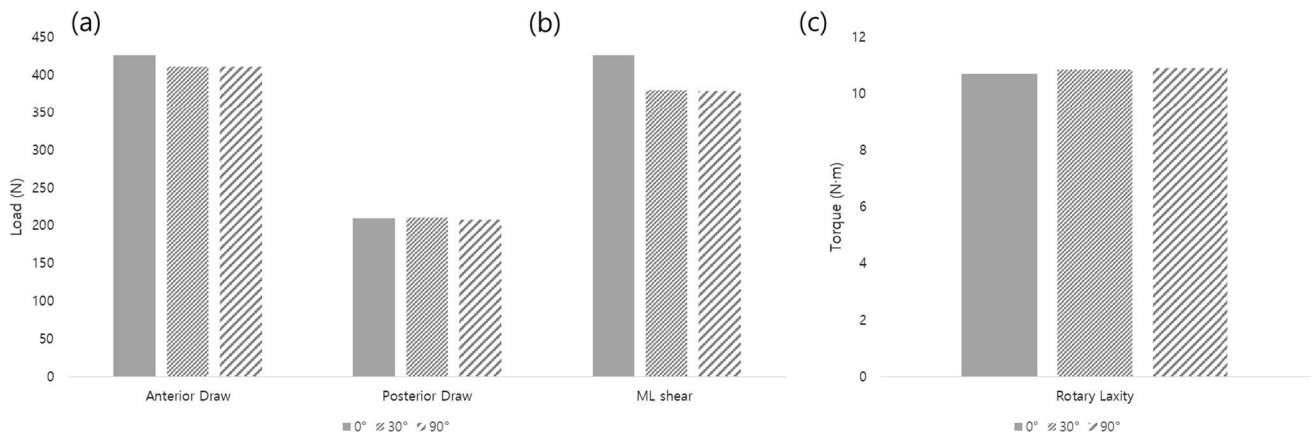 (a)
(b)
Load (N)
450
400
350
300
250
200
150
100
50
0
Anterior Draw
Posterior Draw
ML shear
0° 30° 90°
(c)
Torque (N·m)
12
10
8
6
4
2
0
Rotary Laxity
0° 30° 90°